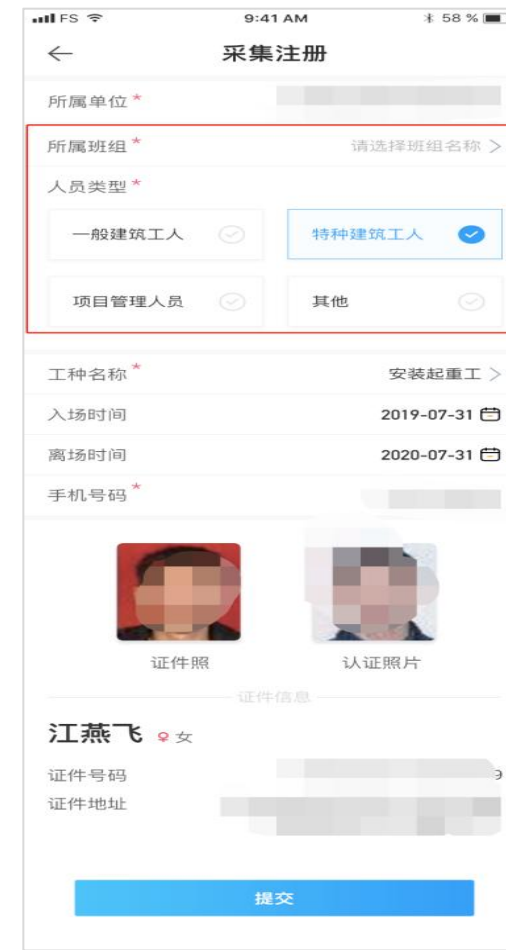 FS 9:41 AM 58 %
采集注册
所属单位*
所属班组* 请选择班组名称 >
人员类型*
一般建筑工人 特种建筑工人
项目管理人员 其他
工种名称* 安装起重工 >
入场时间 2019-07-31
离场时间 2020-07-31
手机号码*
证件照 认证照片
证件信息
江燕飞 ♀女
证件号码 9
证件地址
提交